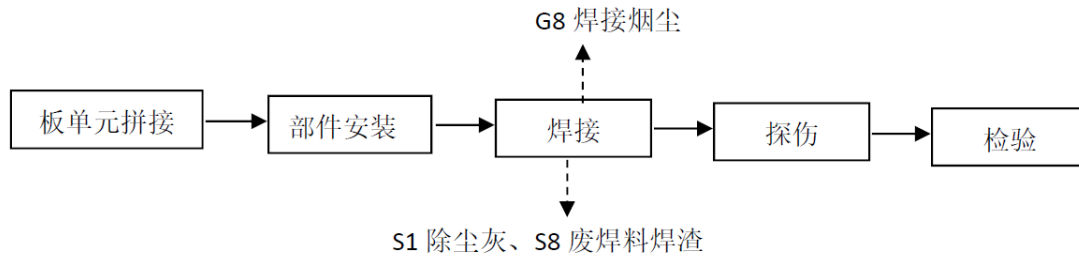 G8 焊接烟尘
板单元拼接
部件安装
焊接
探伤
检验
S1 除尘灰、S8 废焊料焊渣